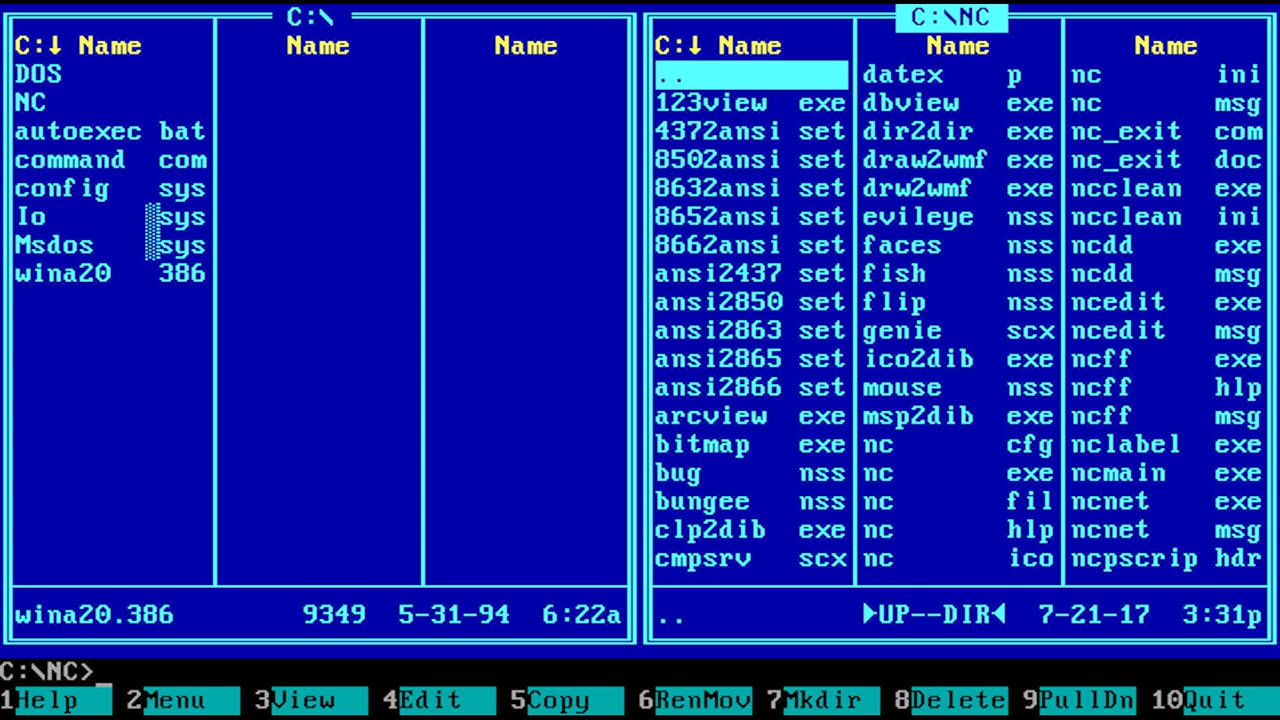 C:\ C:\NC
C:↓ Name Name Name C:↓ Name Name Name
DOS .. datex p nc ini
NC 123view exe dbview exe nc msg
autoexec bat 4372ansi set dir2dir exe nc_exit com
command com 8502ansi set draw2wmf exe nc_exit doc
config sys 8632ansi set drw2wmf exe ncclean exe
Io ▒sys 8652ansi set evileye nss ncclean ini
Msdos ▒sys 8662ansi set faces nss ncdd exe
wina20 386 ansi2437 set fish nss ncdd msg
ansi2850 set flip nss ncedit exe
ansi2863 set genie scx ncedit msg
ansi2865 set ico2dib exe ncff exe
ansi2866 set mouse nss ncff hlp
arcview exe msp2dib exe ncff msg
bitmap exe nc cfg nclabel exe
bug nss nc exe ncmain exe
bungee nss nc fil ncnet exe
clp2dib exe nc hlp ncnet msg
cmpsrv scx nc ico ncpscrip hdr
wina20.386 9349 5-31-94 6:22a .. ►UP--DIR◄ 7-21-17 3:31p
C:\NC>_
1Help 2Menu 3View 4Edit 5Copy 6RenMov 7Mkdir 8Delete 9PullDn 10Quit